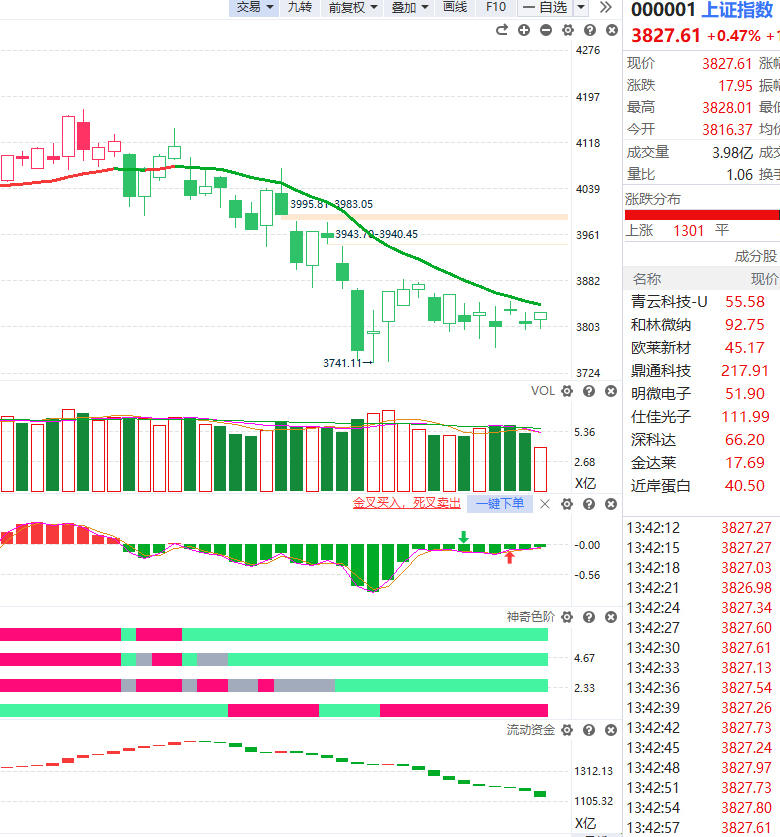 交易 九转 前复权 叠加 画线 F10 一自选
000001 上证指数
3827.61 +0.47% +1
4276
4197
4118
4039
3961
3882
3803
3724
3995.81-3983.05
3943.70-3940.45
3741.11→
现价 3827.61 涨幅
涨跌 17.95 振幅
最高 3828.01 最低
今开 3816.37 均价
成交量 3.98亿 成交
量比 1.06 换手
涨跌分布
上涨 1301 平
成分股
名称 现价
青云科技-U 55.58
和林微纳 92.75
欧莱新材 45.17
鼎通科技 217.91
明微电子 51.90
仕佳光子 111.99
深科达 66.20
金达莱 17.69
近岸蛋白 40.50
VOL
5.36
2.68
X亿
金叉买入，死叉卖出 一键下单
-0.00
-0.56
神奇色阶
4.67
2.33
流动资金
1312.13
1105.32
X亿
13:42:12 3827.27
13:42:15 3827.27
13:42:18 3827.03
13:42:21 3826.98
13:42:24 3827.34
13:42:27 3827.60
13:42:30 3827.61
13:42:33 3827.13
13:42:36 3827.54
13:42:39 3827.26
13:42:42 3827.73
13:42:45 3827.24
13:42:48 3827.97
13:42:51 3827.73
13:42:54 3827.80
13:42:57 3827.61